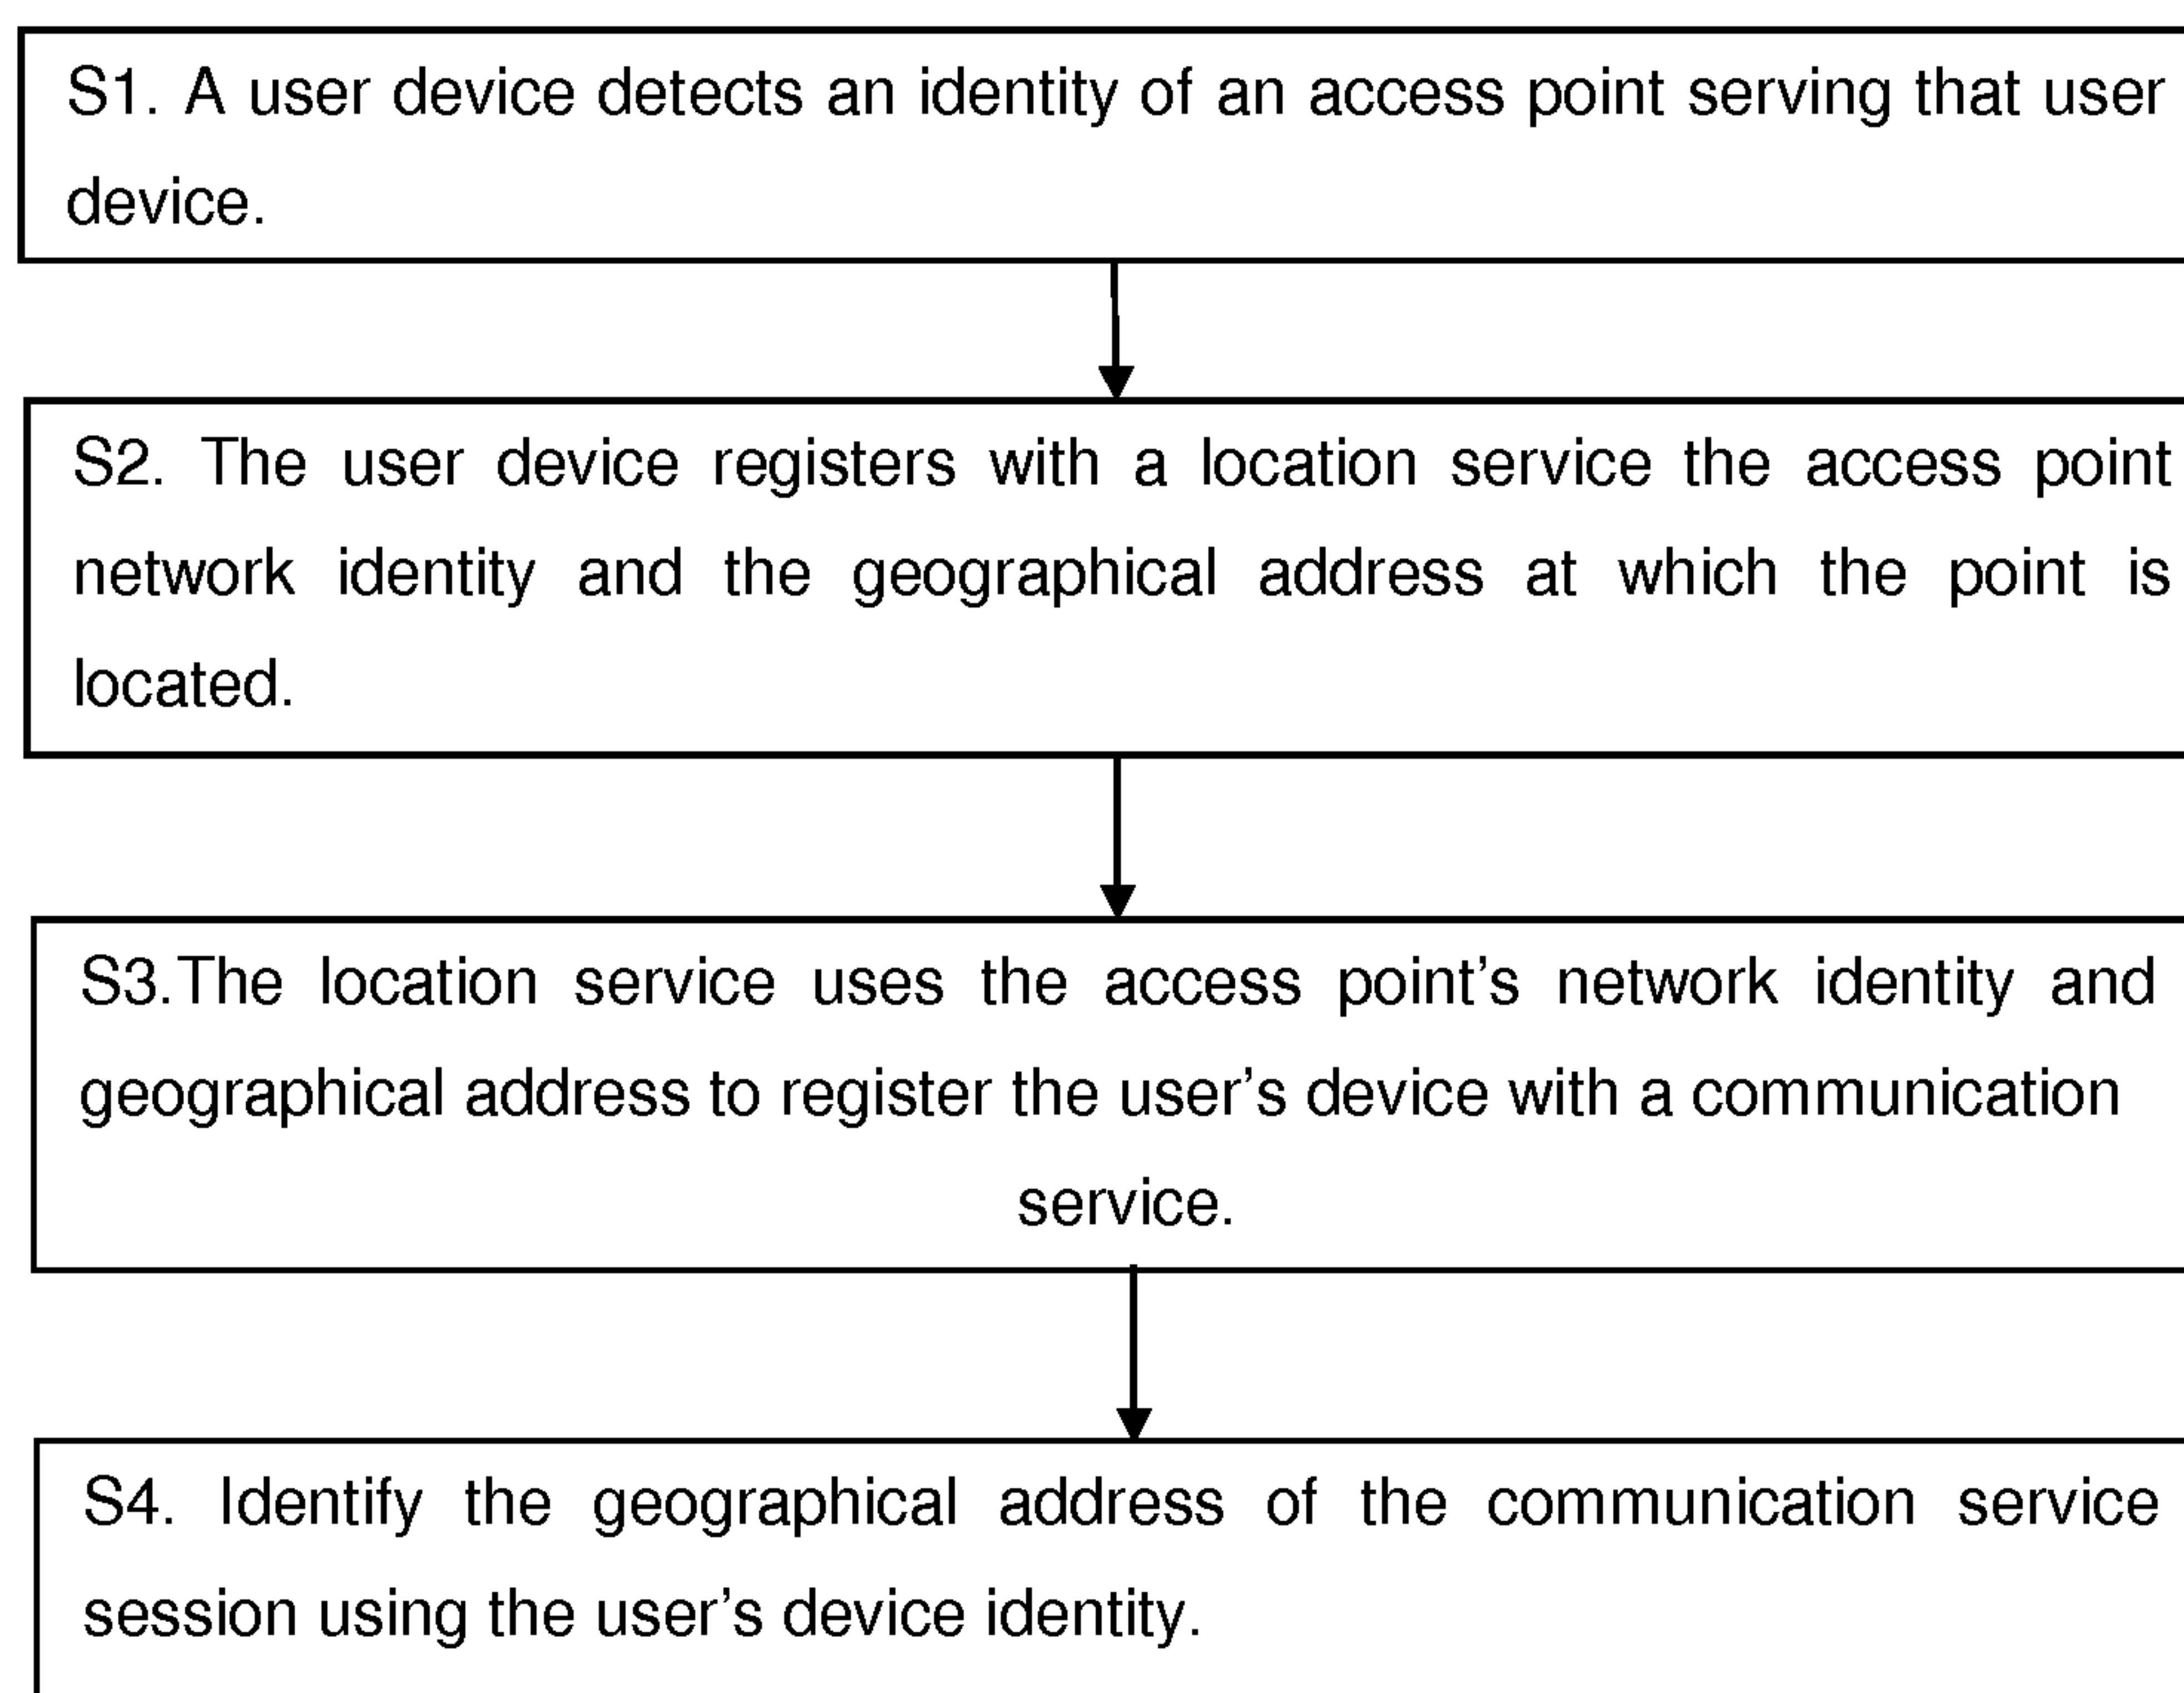 S1. A user device detects an identity of an access point serving that user
device.
S2. The user device registers with a location service the access point
network identity and the geographical address at which the point is
located.
S3.The location service uses the access point’s network identity and
geographical address to register the user’s device with a communication
service.
S4. Identify the geographical address of the communication service
session using the user’s device identity.